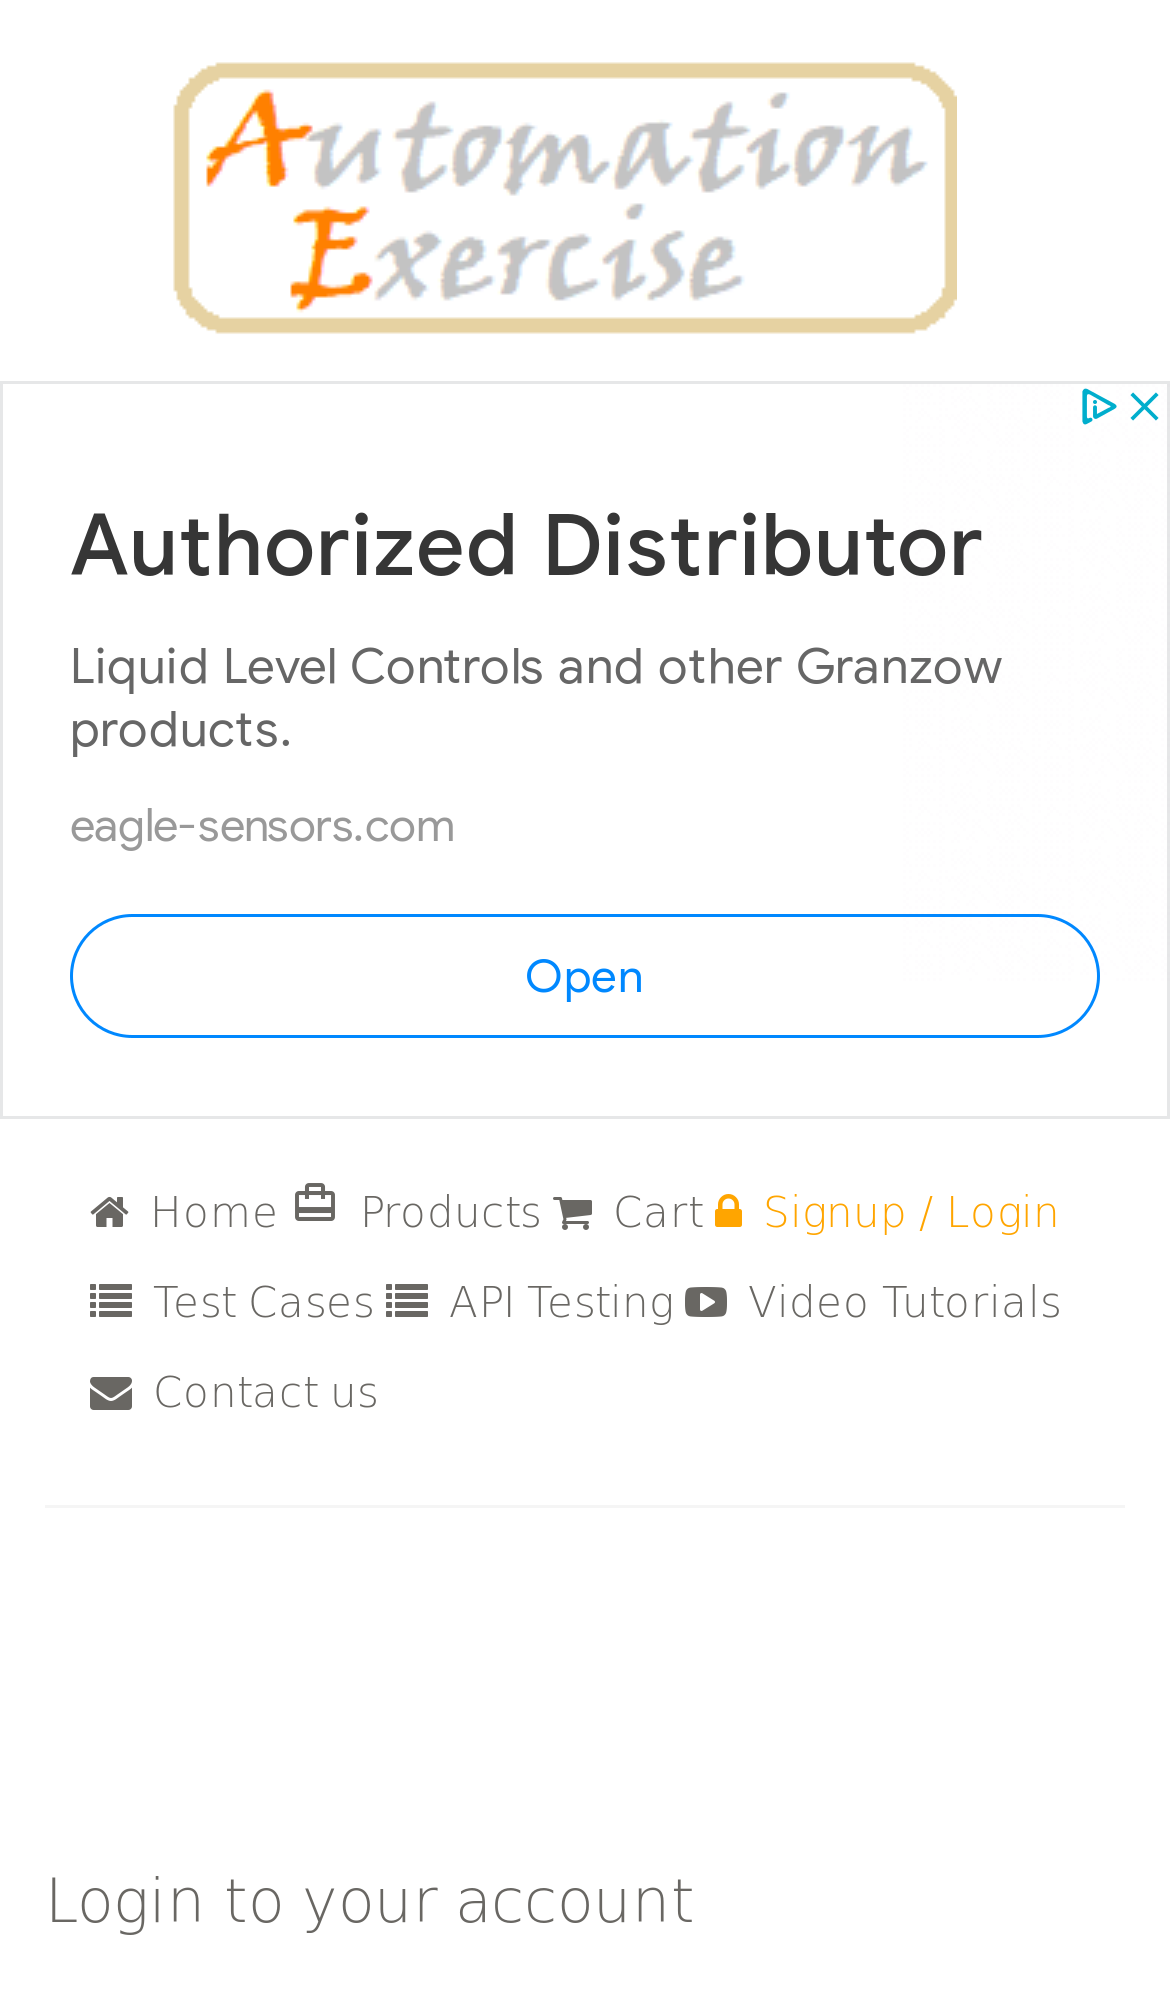 Automation
Exercise
Authorized Distributor
Liquid Level Controls and other Granzow
products.
eagle-sensors.com
Open
Home Products Cart Signup / Login
Test Cases API Testing Video Tutorials
Contact us
Login to your account